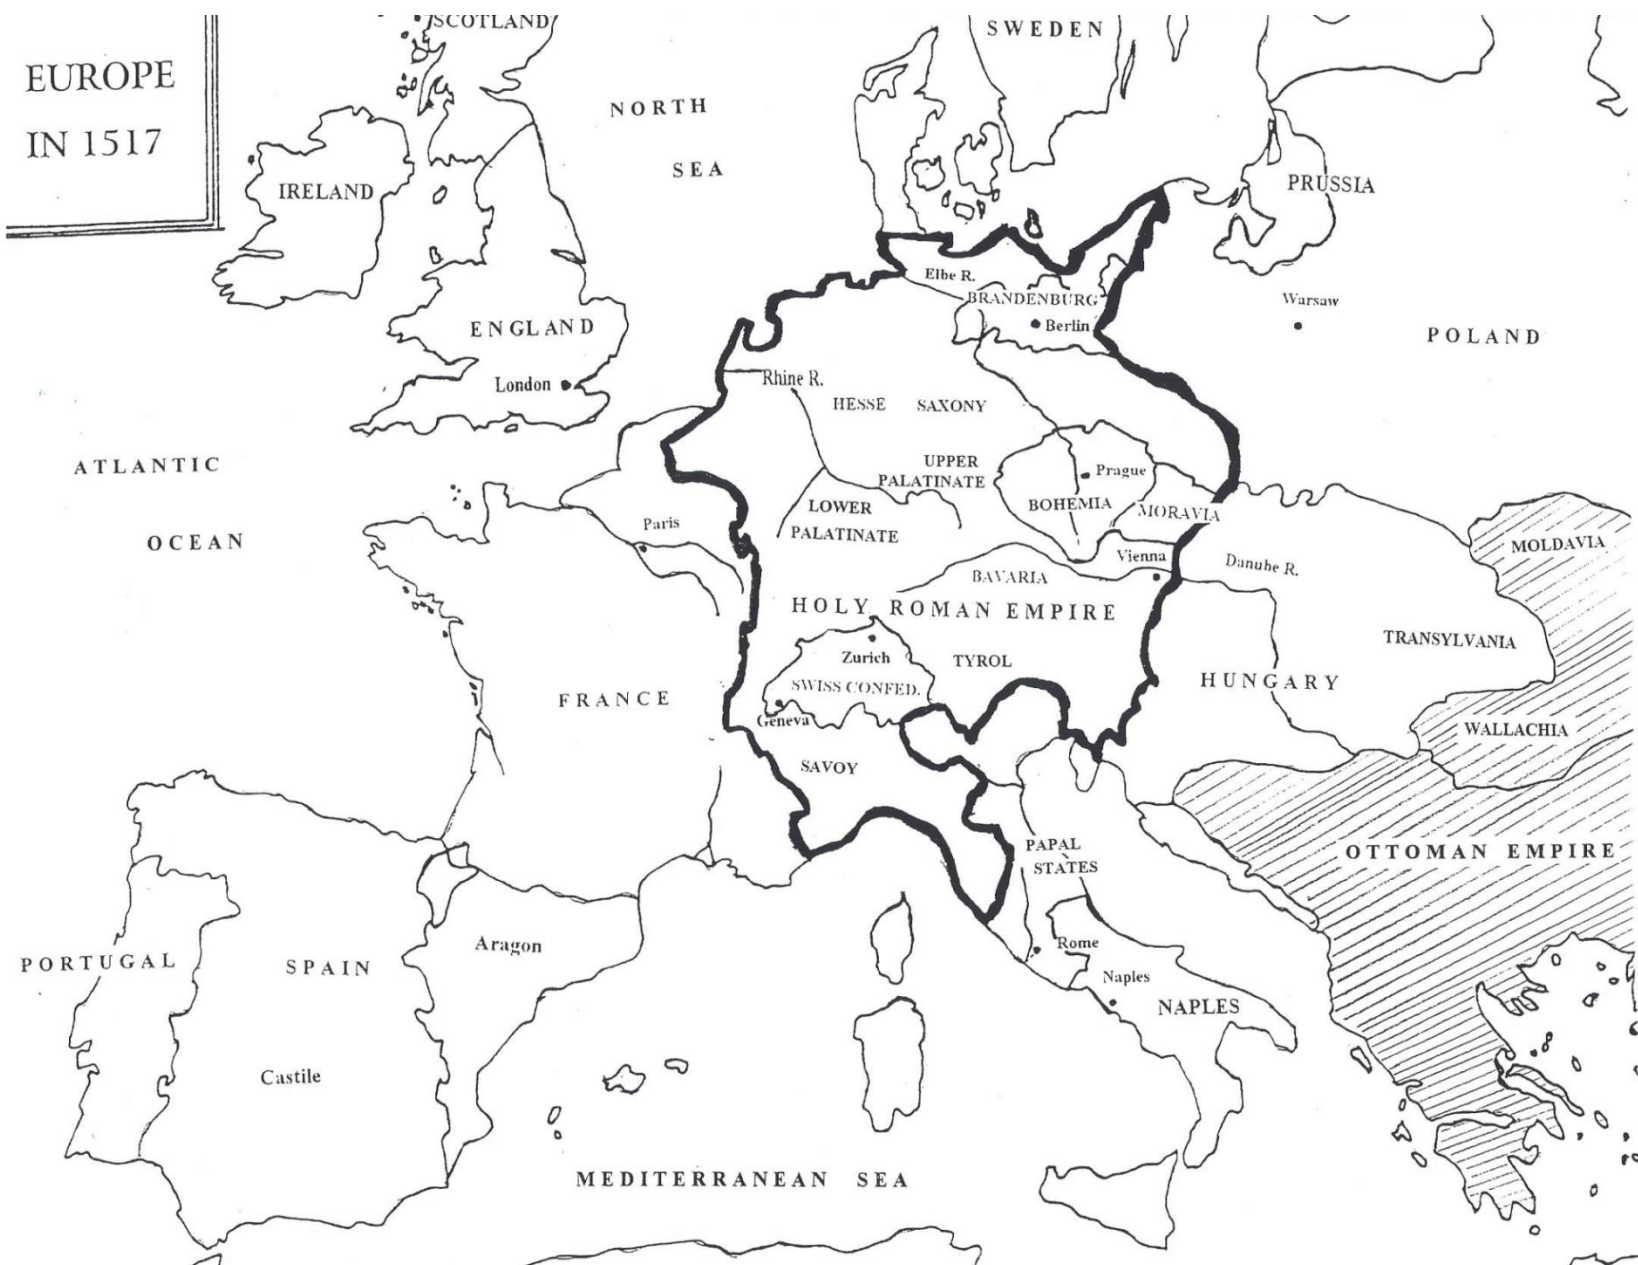 EUROPE
IN 1517
SCOTLAND
SWEDEN
NORTH
SEA
IRELAND
PRUSSIA
Elbe R.
BRANDENBURG
Berlin
Warsaw
ENGLAND
POLAND
London
Rhine R.
HESSE SAXONY
ATLANTIC
OCEAN
UPPER
PALATINATE
Prague
BOHEMIA
MORAVIA
LOWER
PALATINATE
Paris
MOLDAVIA
Vienna
Danube R.
BAVARIA
HOLY ROMAN EMPIRE
TRANSYLVANIA
Zurich
TYROL
SWISS CONFED.
HUNGARY
FRANCE
Geneva
WALLACHIA
SAVOY
PAPAL
STATES
OTTOMAN EMPIRE
Aragon
Rome
PORTUGAL
SPAIN
Naples
NAPLES
Castile
MEDITERRANEAN SEA